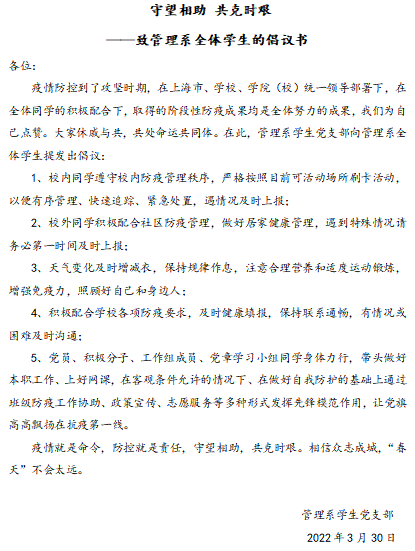 守望相助 共克时艰
——致管理系全体学生的倡议书
各位：
疫情防控到了攻坚时期，在上海市、学校、学院（校）统一领导部署下，在
全体同学的积极配合下，取得的阶段性防疫成果均是全体努力的成果，我们为自
己点赞。大家休戚与共，共处命运共同体。在此，管理系学生党支部向管理系全
体学生提发出倡议：
1、校内同学遵守校内防疫管理秩序，严格按照目前可活动场所刷卡活动，
以便有序管理、快速追踪、紧急处置，遇情况及时上报；
2、校外同学积极配合社区防疫管理，做好居家健康管理，遇到特殊情况请
务必第一时间及时上报；
3、天气变化及时增减衣，保持规律作息，注意合理营养和适度运动锻炼，
增强免疫力，照顾好自己和身边人；
4、积极配合学校各项防疫要求，及时健康填报，保持联系通畅，有情况或
困难及时沟通；
5、党员、积极分子、工作组成员、党章学习小组同学身体力行，带头做好
本职工作、上好网课，在客观条件允许的情况下、在做好自我防护的基础上通过
班级防疫工作协助、政策宣传、志愿服务等多种形式发挥先锋模范作用，让党旗
高高飘扬在抗疫第一线。
疫情就是命令，防控就是责任，守望相助，共克时艰。相信众志成城，“春
天”不会太远。
管理系学生党支部
2022 年 3 月 30 日